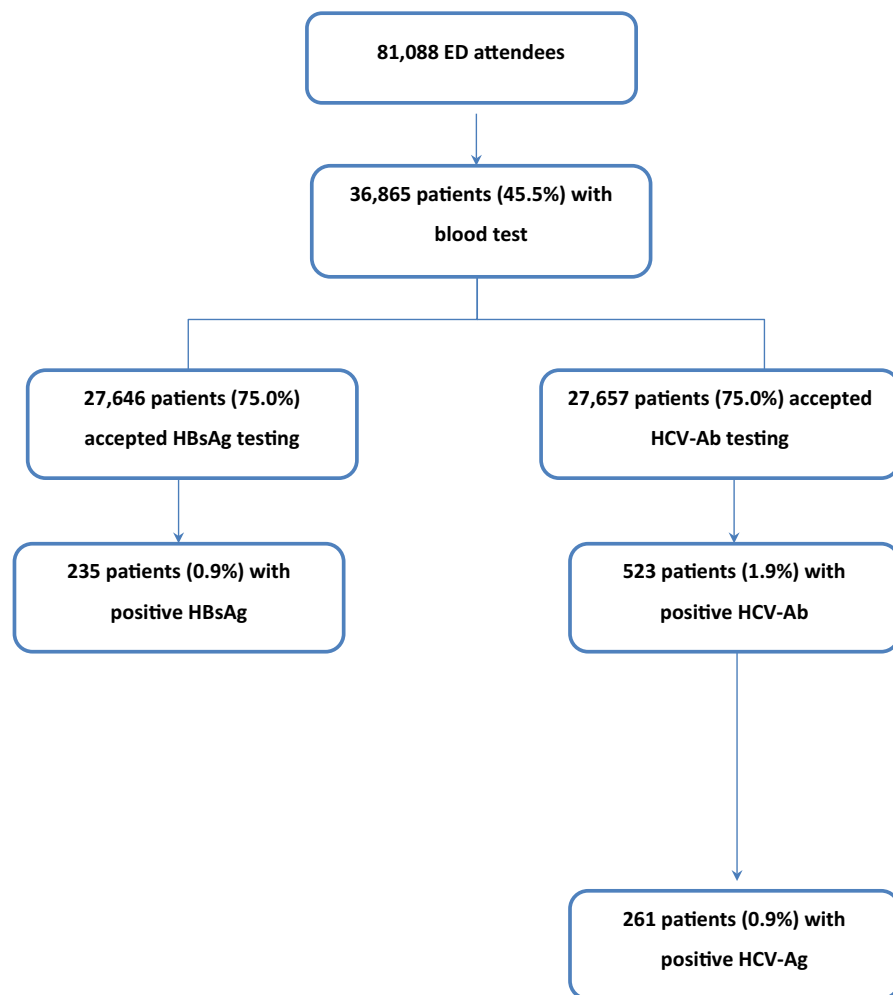 81,088 ED attendees
36,865 patients (45.5%) with
blood test
27,646 patients (75.0%)
accepted HBsAg testing
27,657 patients (75.0%) accepted
HCV-Ab testing
235 patients (0.9%) with
positive HBsAg
523 patients (1.9%) with
positive HCV-Ab
261 patients (0.9%) with
positive HCV-Ag